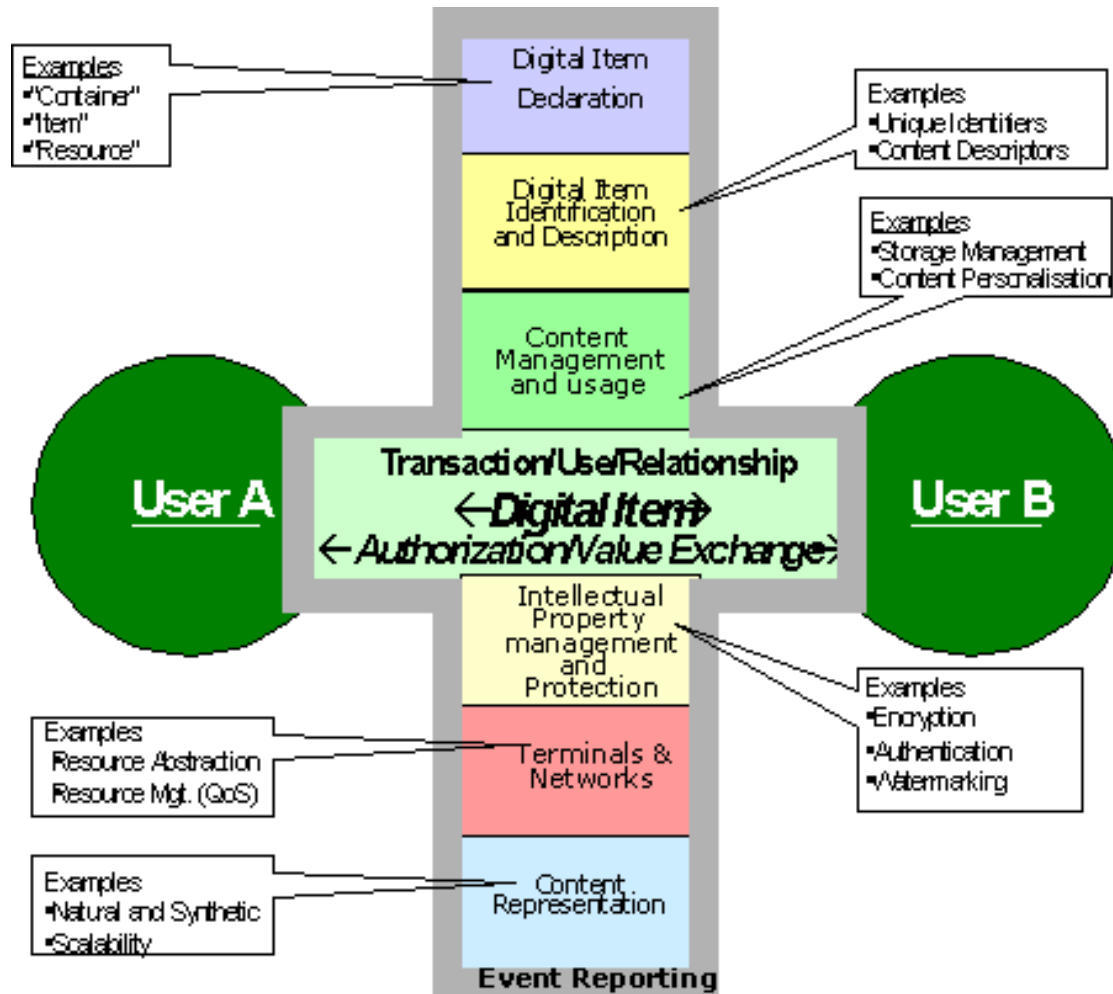 Digital Item
Declaration
Examples
•"Container"
•"Item"
•"Resource"
Digital Item
Identification
and Description
Examples
•Unique Identifiers
•Content Descriptors
Content
Management
and usage
Examples
•Storage Management
•Content Personalisation
User A
Transaction/Use/Relationship
←Digital Item→
←Authorization/Value Exchange→
User B
Intellectual
Property
management
and
Protection
Examples
•Encryption
•Authentication
•Watermarking
Terminals &
Networks
Examples
Resource Abstraction
Resource Mgt. (QoS)
Content
Representation
Examples
•Natural and Synthetic
•Scalability
Event Reporting